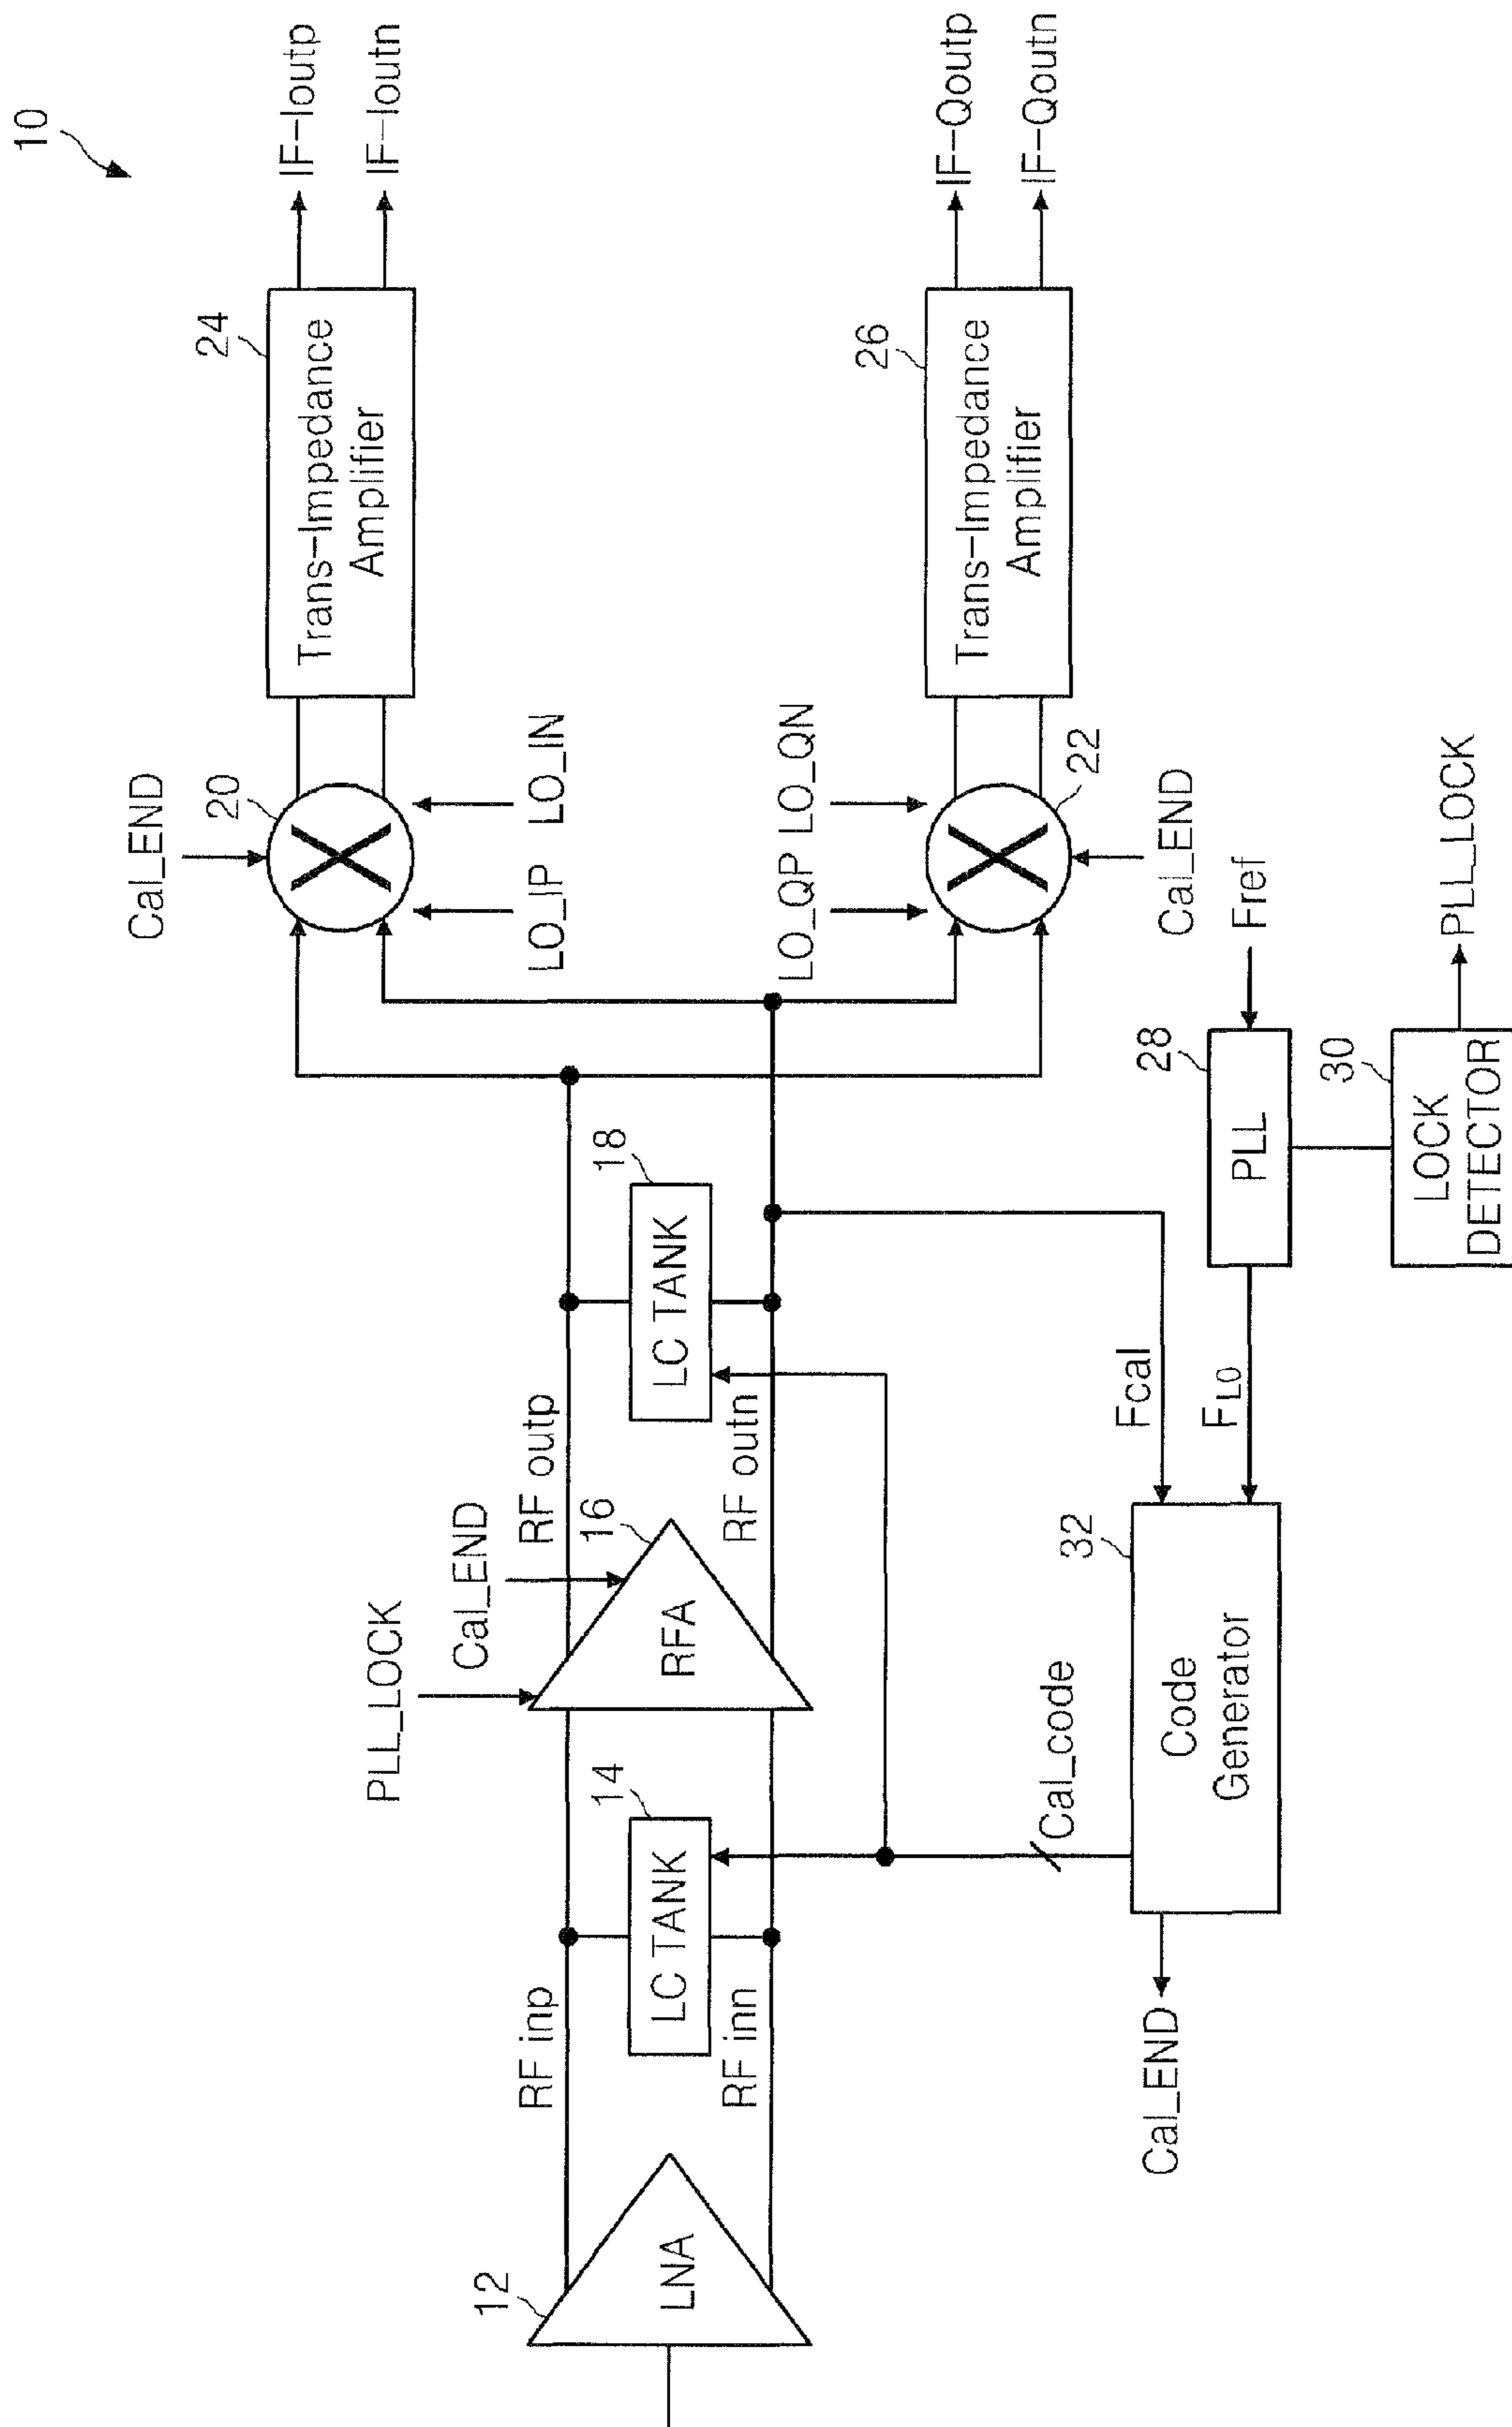 10
Cal_END
20
24
Trans-Impedance
Amplifier
IF-Ioutp
IF-Ioutn
LO_IP
LO_IN
PLL_LOCK
Cal_END
12
LNA
RF inp
RF inn
14
LC TANK
16
RFA
RF outp
RF outn
18
LC TANK
LO_QP
LO_QN
22
Cal_END
26
Trans-Impedance
Amplifier
IF-Qoutp
IF-Qoutn
Cal_code
Cal_END
32
Code
Generator
Fcal
FLO
28
PLL
Fref
30
LOCK
DETECTOR
PLL_LOCK